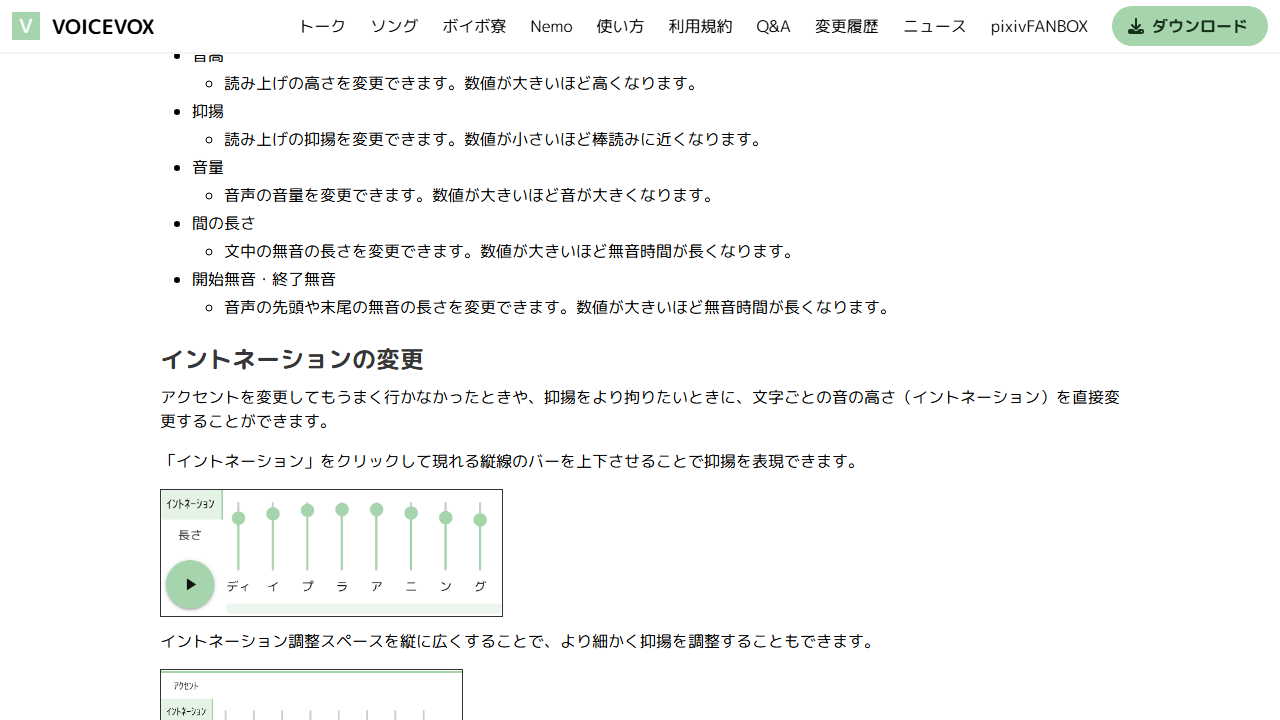 V VOICEVOX トーク ソング ボイボ寮 Nemo 使い方 利用規約 Q&A 変更履歴 ニュース pixivFANBOX ダウンロード
音高
読み上げの高さを変更できます。数値が大きいほど高くなります。
抑揚
読み上げの抑揚を変更できます。数値が小さいほど棒読みに近くなります。
音量
音声の音量を変更できます。数値が大きいほど音が大きくなります。
間の長さ
文中の無音の長さを変更できます。数値が大きいほど無音時間が長くなります。
開始無音・終了無音
音声の先頭や末尾の無音の長さを変更できます。数値が大きいほど無音時間が長くなります。
イントネーションの変更
アクセントを変更してもうまく行かなかったときや、抑揚をより拘りたいときに、文字ごとの音の高さ（イントネーション）を直接変
更することができます。
「イントネーション」をクリックして現れる縦線のバーを上下させることで抑揚を表現できます。
イントネーション
長さ
ディ イ プ ラ ア ニ ン グ
イントネーション調整スペースを縦に広くすることで、より細かく抑揚を調整することもできます。
アクセント
イントネーション